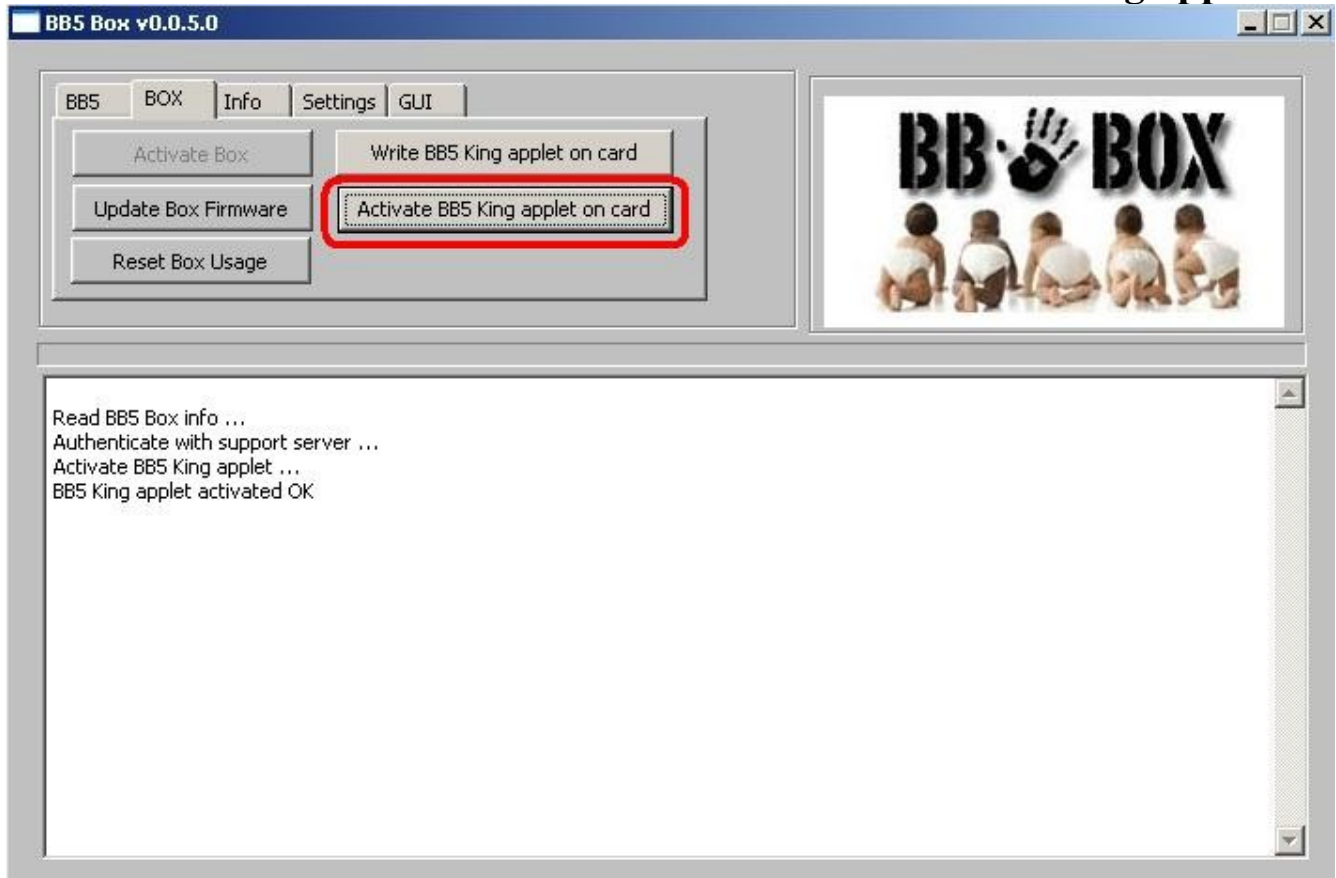 BB5 Box v0.0.5.0
BB5 BOX Info Settings GUI
Activate Box
Write BB5 King applet on card
Update Box Firmware
Activate BB5 King applet on card
Reset Box Usage
BB BOX
Read BB5 Box info ...
Authenticate with support server ...
Activate BB5 King applet ...
BB5 King applet activated OK